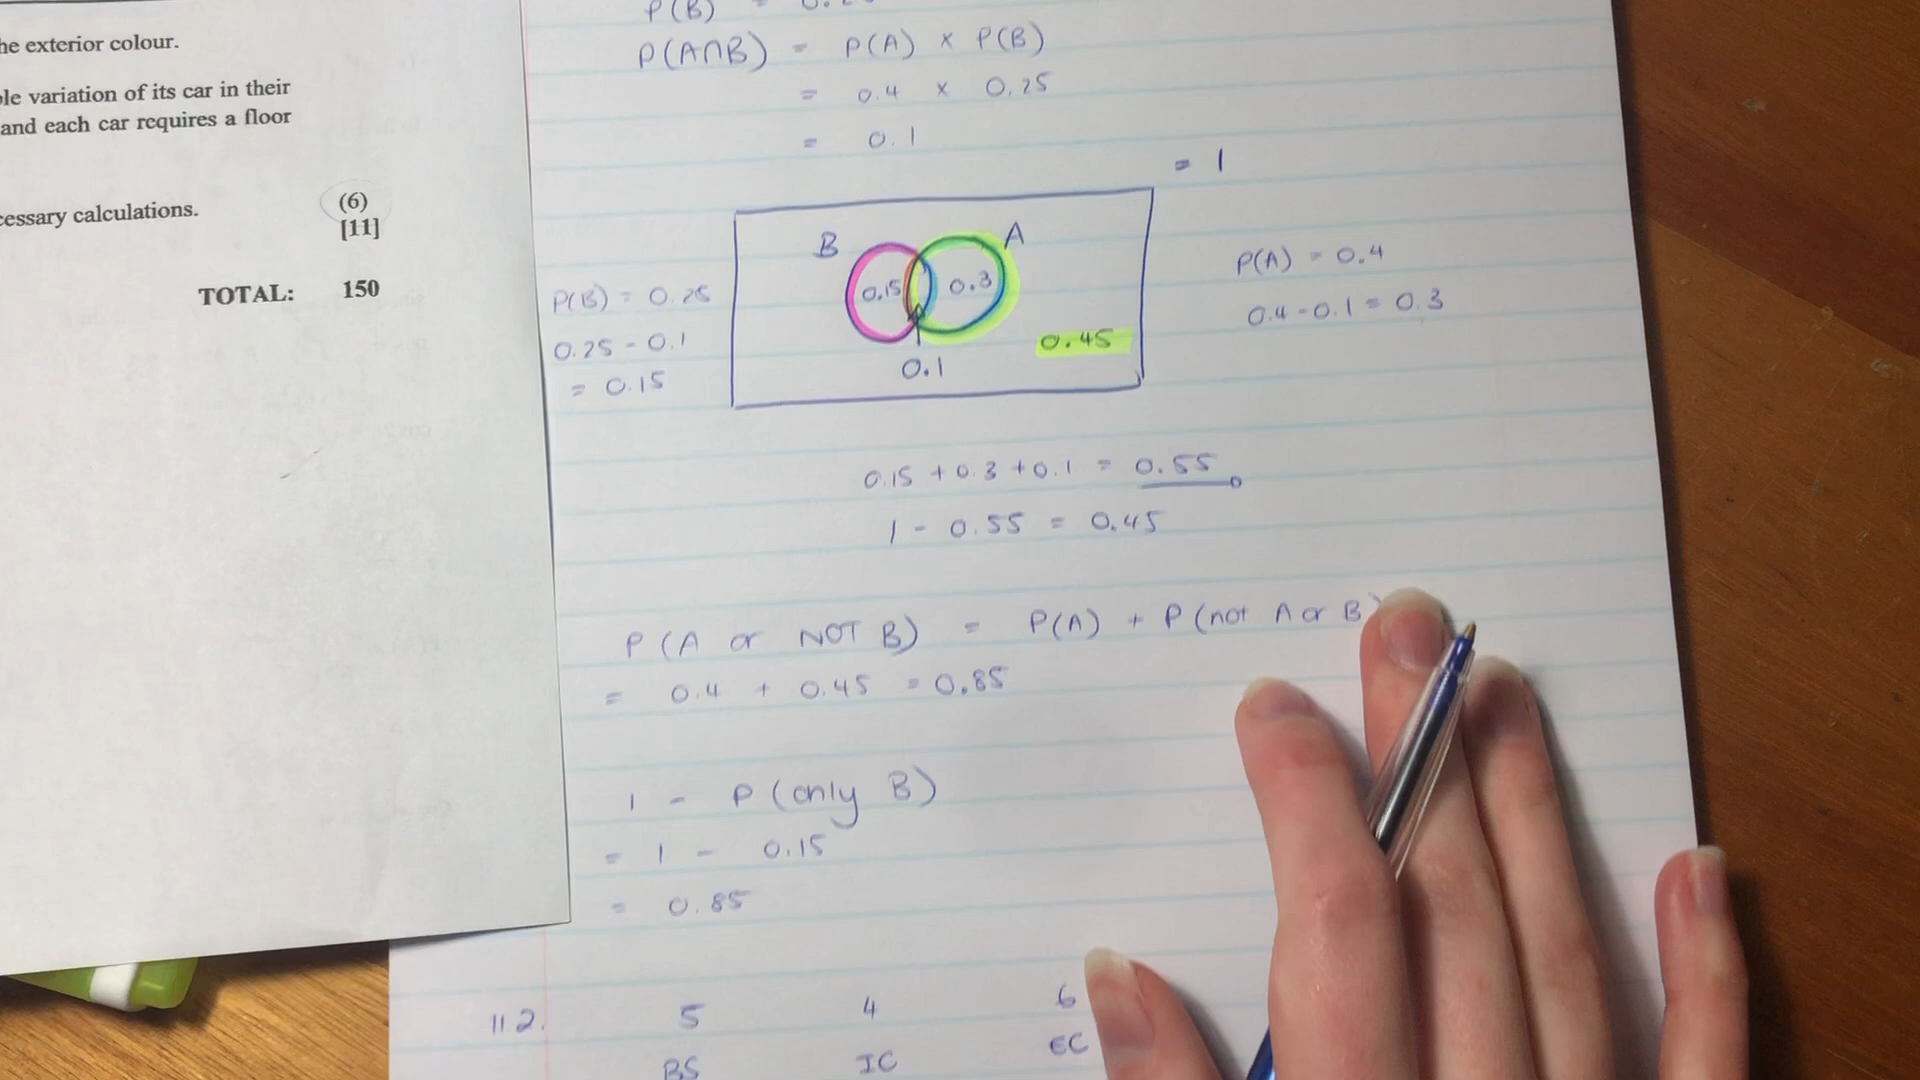 he exterior colour.
ole variation of its car in their
and each car requires a floor
cessary calculations.
(6)
[11]
TOTAL: 150
P(B)
P(A∩B) = P(A) x P(B)
= 0.4 x 0.25
= 0.1
= 1
B
A
0.15
0.3
0.45
0.1
P(B) = 0.25
0.25 - 0.1
= 0.15
P(A) = 0.4
0.4 - 0.1 = 0.3
0.15 + 0.3 + 0.1 = 0.55
1 - 0.55 = 0.45
P (A or NOT B) = P(A) + P (not A or B)
= 0.4 + 0.45 = 0.85
1 - P (only B)
= 1 - 0.15
= 0.85
11 2. 5 4 6
BS IC EC